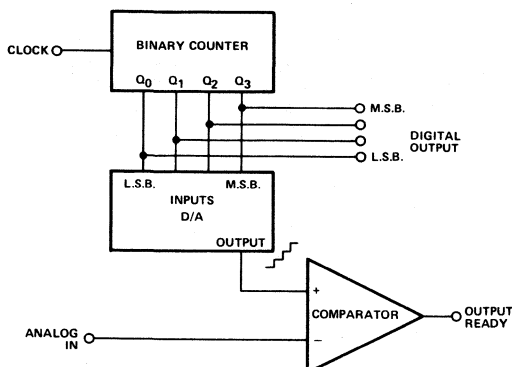 BINARY COUNTER
CLOCK
Q0 Q1 Q2 Q3
M.S.B.
DIGITAL
OUTPUT
L.S.B.
L.S.B. M.S.B.
INPUTS
D/A
OUTPUT
+
COMPARATOR
OUTPUT
READY
ANALOG
IN
−